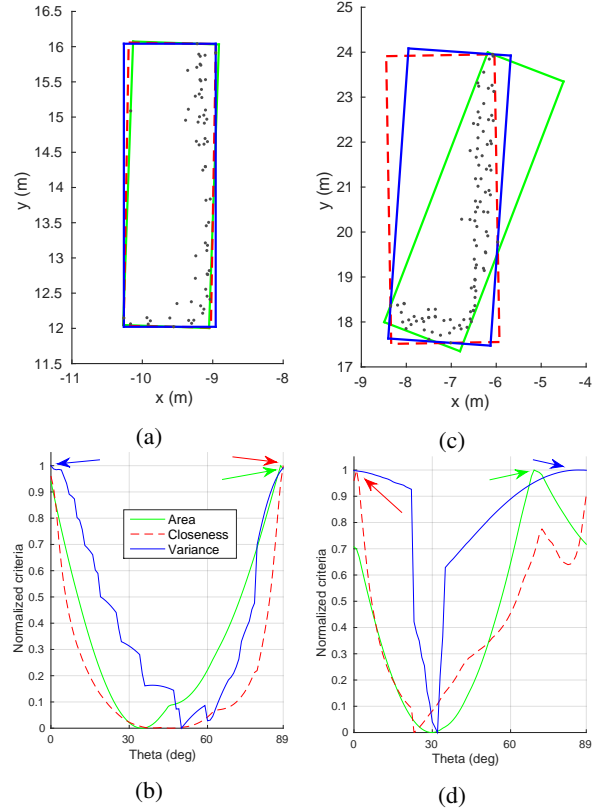 16.5
16
15.5
15
14.5
14
13.5
13
12.5
12
11.5
y (m)
-11 -10 -9 -8
x (m)
(a)
25
24
23
22
21
20
19
18
17
y (m)
-9 -8 -7 -6 -5 -4
x (m)
(c)
1
0.9
0.8
0.7
0.6
0.5
0.4
0.3
0.2
0.1
0
Normalized criteria
Area
Closeness
Variance
0 30 60 89
Theta (deg)
(b)
1
0.9
0.8
0.7
0.6
0.5
0.4
0.3
0.2
0.1
0
Normalized criteria
0 30 60 89
Theta (deg)
(d)